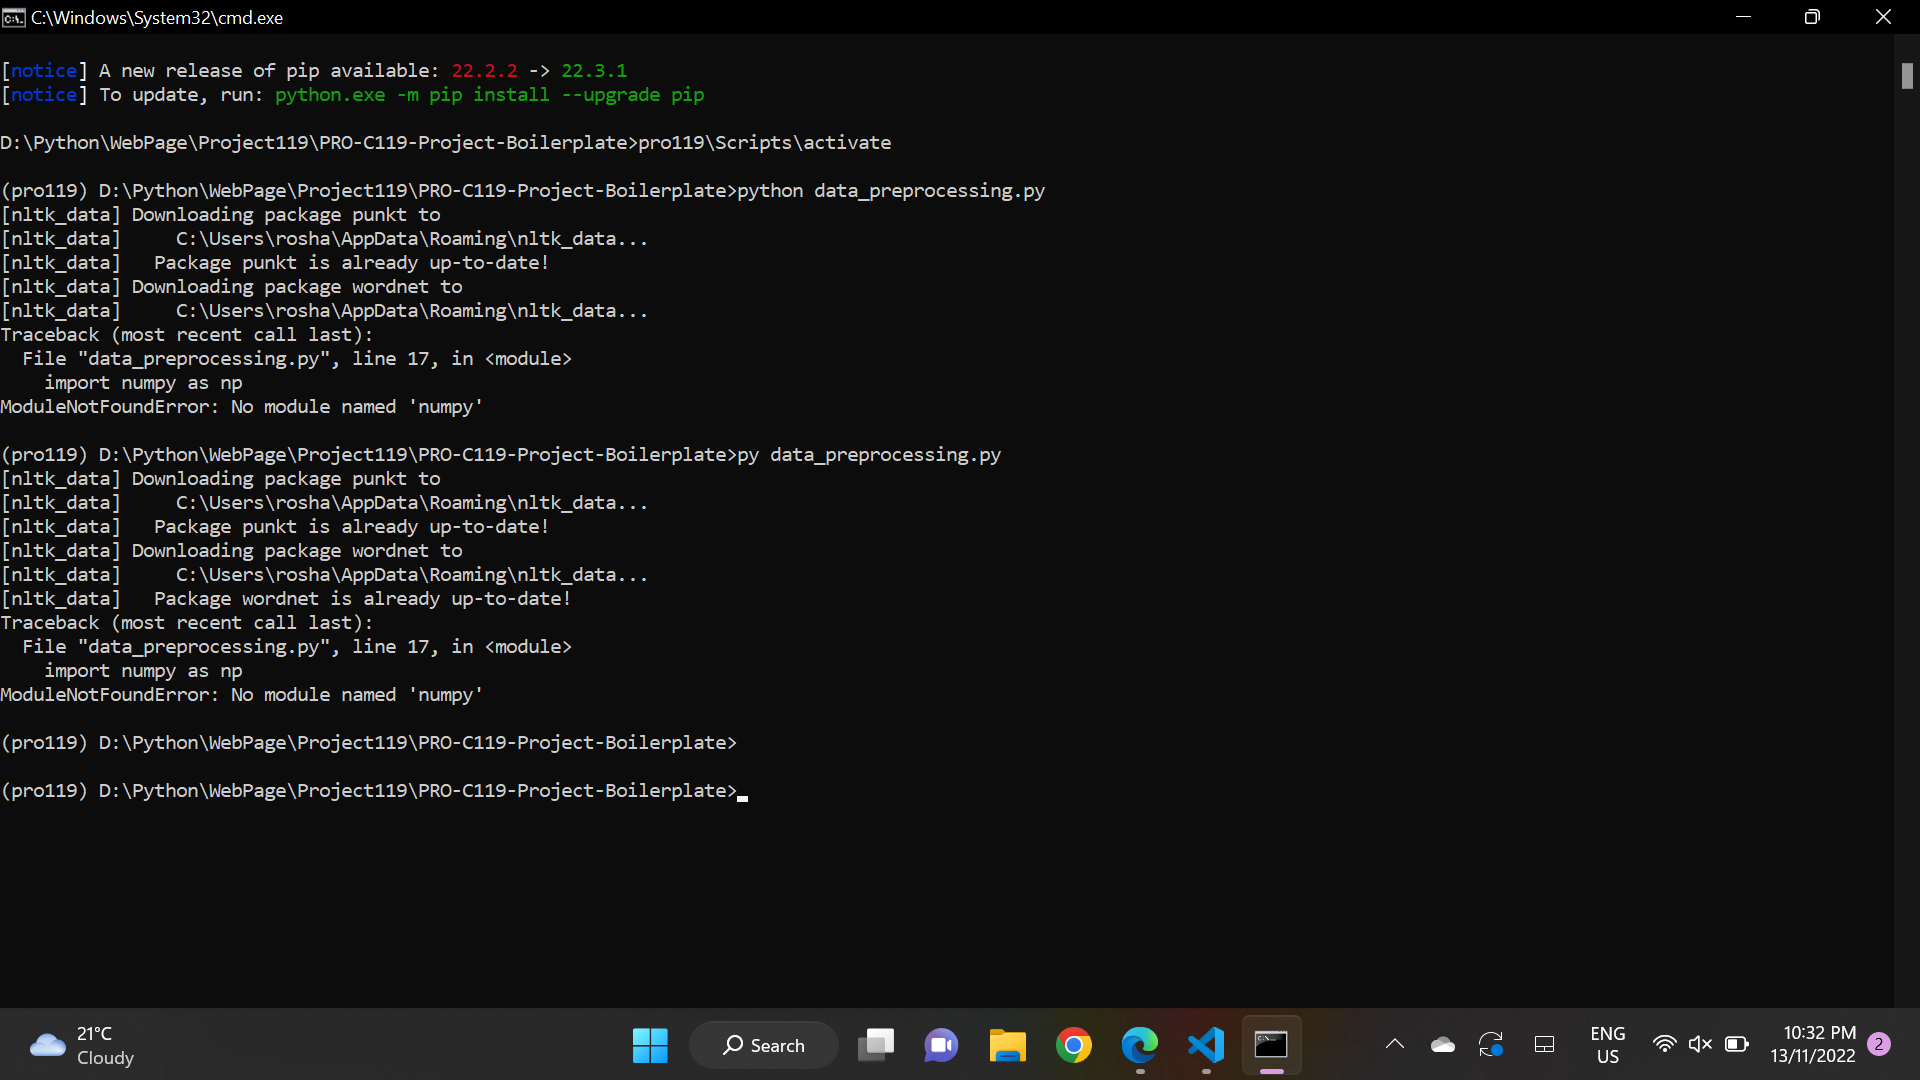 C:\Windows\System32\cmd.exe
[notice] A new release of pip available: 22.2.2 -> 22.3.1
[notice] To update, run: python.exe -m pip install --upgrade pip
D:\Python\WebPage\Project119\PRO-C119-Project-Boilerplate>pro119\Scripts\activate
(pro119) D:\Python\WebPage\Project119\PRO-C119-Project-Boilerplate>python data_preprocessing.py
[nltk_data] Downloading package punkt to
[nltk_data]     C:\Users\rosha\AppData\Roaming\nltk_data...
[nltk_data]   Package punkt is already up-to-date!
[nltk_data] Downloading package wordnet to
[nltk_data]     C:\Users\rosha\AppData\Roaming\nltk_data...
Traceback (most recent call last):
  File "data_preprocessing.py", line 17, in <module>
    import numpy as np
ModuleNotFoundError: No module named 'numpy'
(pro119) D:\Python\WebPage\Project119\PRO-C119-Project-Boilerplate>py data_preprocessing.py
[nltk_data] Downloading package punkt to
[nltk_data]     C:\Users\rosha\AppData\Roaming\nltk_data...
[nltk_data]   Package punkt is already up-to-date!
[nltk_data] Downloading package wordnet to
[nltk_data]     C:\Users\rosha\AppData\Roaming\nltk_data...
[nltk_data]   Package wordnet is already up-to-date!
Traceback (most recent call last):
  File "data_preprocessing.py", line 17, in <module>
    import numpy as np
ModuleNotFoundError: No module named 'numpy'
(pro119) D:\Python\WebPage\Project119\PRO-C119-Project-Boilerplate>
(pro119) D:\Python\WebPage\Project119\PRO-C119-Project-Boilerplate>
21°C
Cloudy
Search
ENG
US
10:32 PM
13/11/2022
2